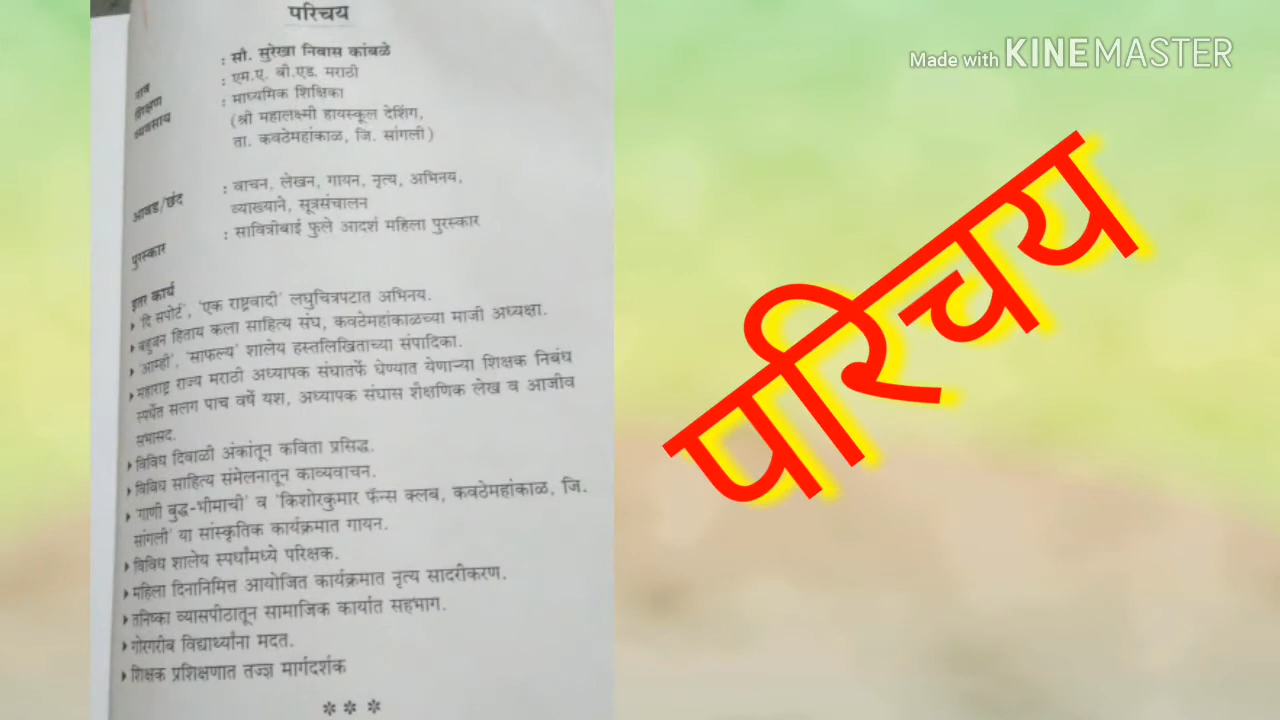 परिचय
नाव : सौ. सुरेखा निवास कांबळे
शिक्षण : एम.ए. बी.एड. मराठी
व्यवसाय : माध्यमिक शिक्षिका
(श्री महालक्ष्मी हायस्कूल देशिंग,
ता. कवठेमहांकाळ, जि. सांगली)
आवड/छंद : वाचन, लेखन, गायन, नृत्य, अभिनय,
व्याख्याने, सूत्रसंचालन
पुरस्कार : सावित्रीबाई फुले आदर्श महिला पुरस्कार
इतर कार्य
‣ 'दि सपोर्ट', 'एक राष्ट्रवादी' लघुचित्रपटात अभिनय.
‣ बहुजन हिताय कला साहित्य संघ, कवठेमहांकाळच्या माजी अध्यक्षा.
‣ 'आम्ही', 'साफल्य' शालेय हस्तलिखिताच्या संपादिका.
‣ महाराष्ट्र राज्य मराठी अध्यापक संघातर्फे घेण्यात येणाऱ्या शिक्षक निबंध
स्पर्धेत सलग पाच वर्षे यश, अध्यापक संघास शैक्षणिक लेख व आजीव
सभासद.
‣ विविध दिवाळी अंकांतून कविता प्रसिद्ध.
‣ विविध साहित्य संमेलनातून काव्यवाचन.
‣ 'गाणी बुद्ध-भीमाची' व 'किशोरकुमार फॅन्स क्लब, कवठेमहांकाळ, जि.
सांगली' या सांस्कृतिक कार्यक्रमात गायन.
‣ विविध शालेय स्पर्धांमध्ये परिक्षक.
‣ महिला दिनानिमित्त आयोजित कार्यक्रमात नृत्य सादरीकरण.
‣ तनिष्का व्यासपीठातून सामाजिक कार्यात सहभाग.
‣ गोरगरीब विद्यार्थ्यांना मदत.
‣ शिक्षक प्रशिक्षणात तज्ज्ञ मार्गदर्शक
✻ ✻ ✻
Made with KINEMASTER
परिचय